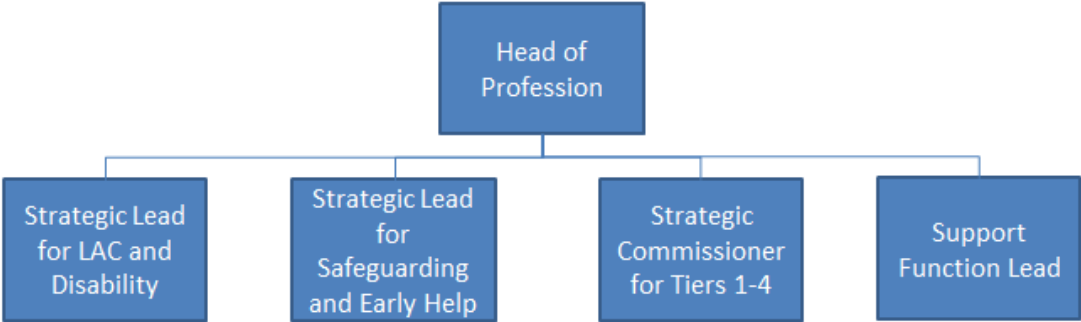 Head of
Profession
Strategic Lead
for LAC and
Disability
Strategic Lead
for
Safeguarding
and Early Help
Strategic
Commissioner
for Tiers 1-4
Support
Function Lead